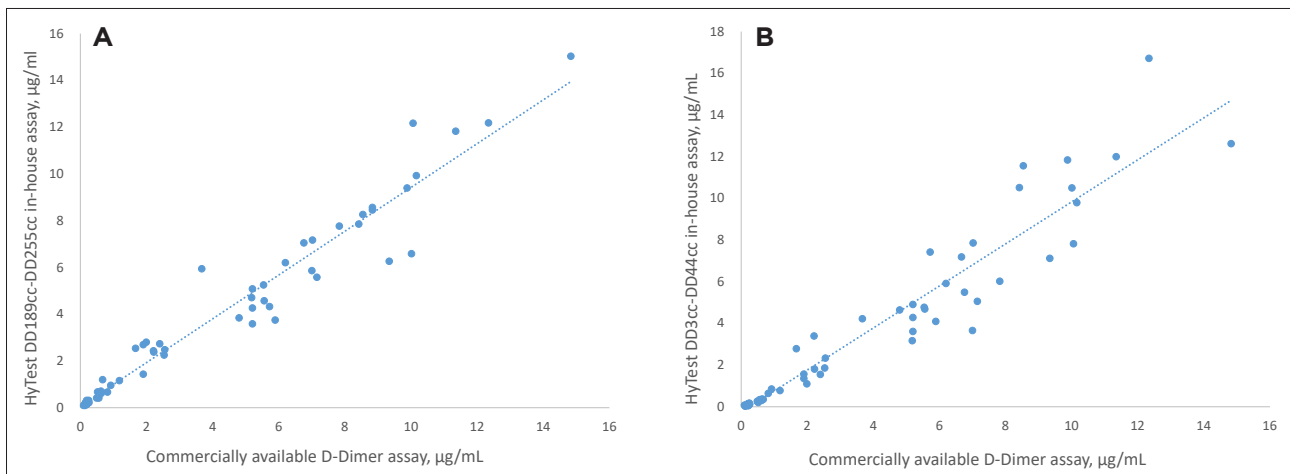 A
HyTest DD189cc-DD255cc in-house assay, µg/ml
16
14
12
10
8
6
4
2
0
0 2 4 6 8 10 12 14 16
Commercially available D-Dimer assay, µg/mL
B
HyTest DD3cc-DD44cc in-house assay, µg/mL
18
16
14
12
10
8
6
4
2
0
0 2 4 6 8 10 12 14 16
Commercially available D-Dimer assay, µg/mL